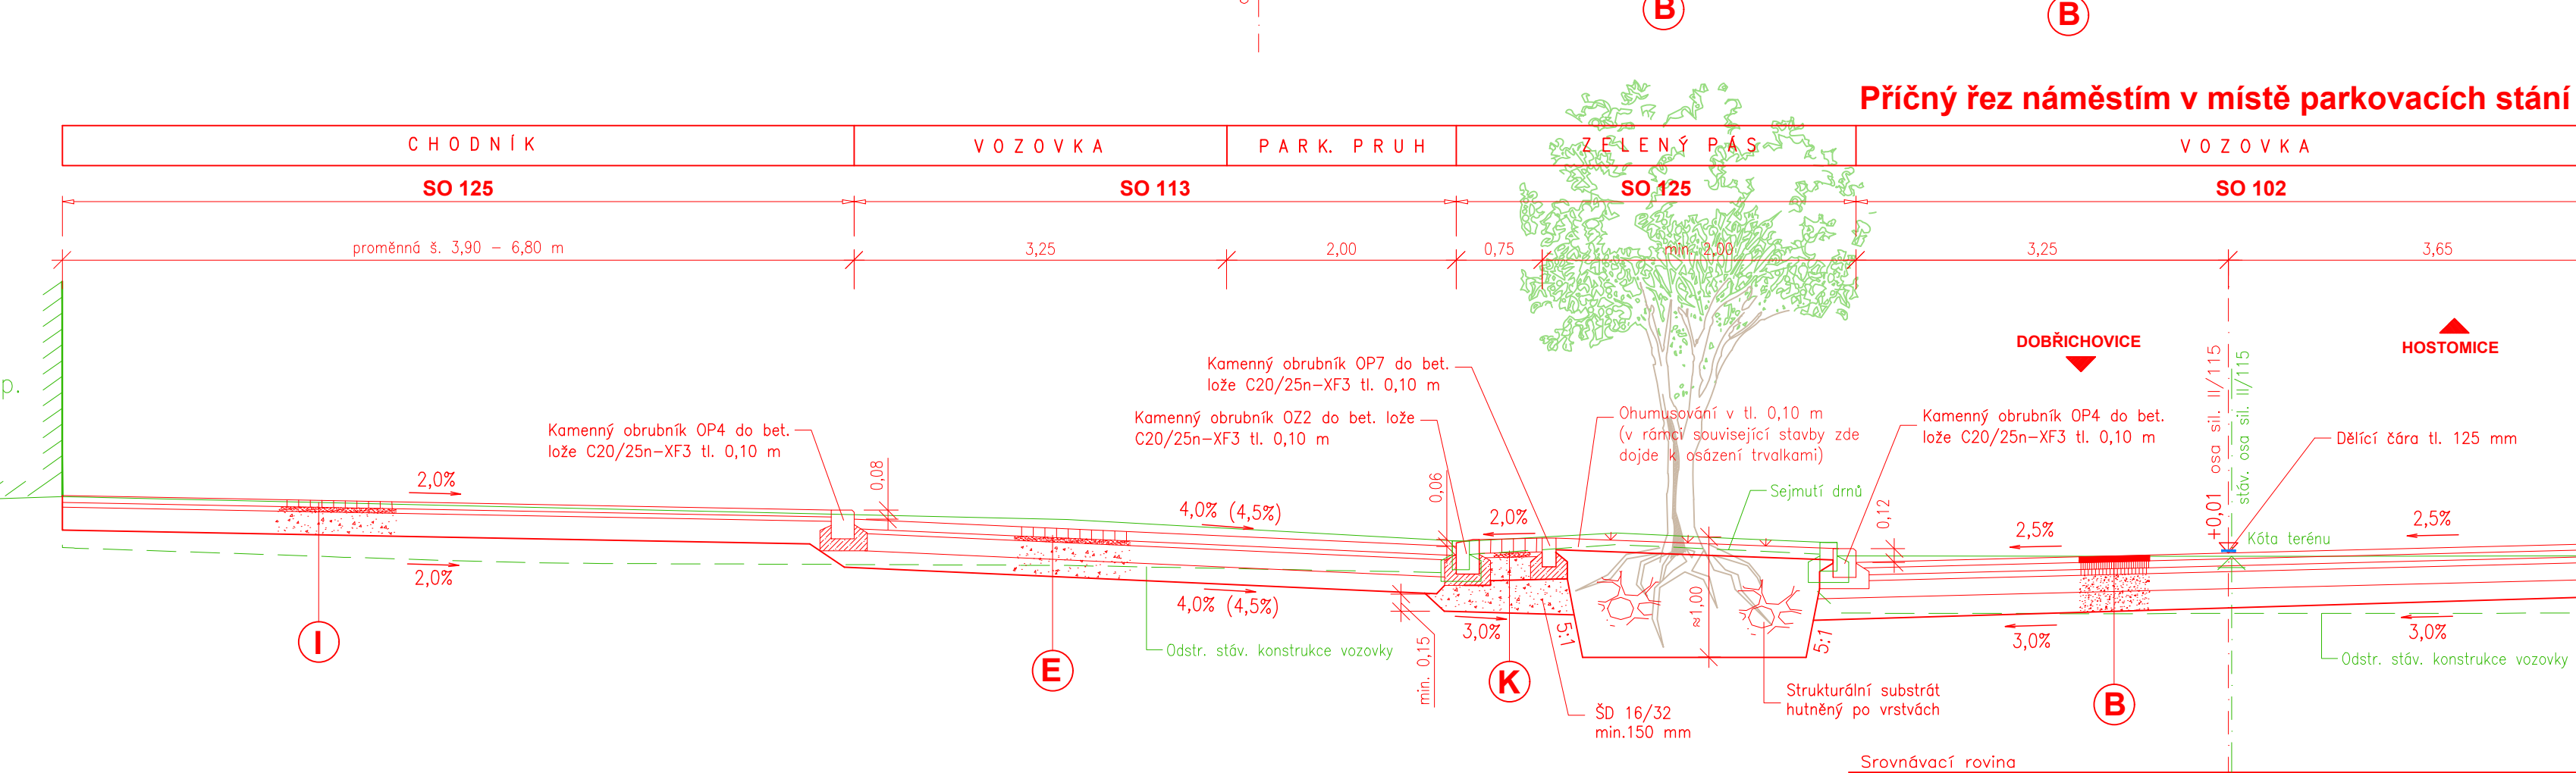 B
B
Příčný řez náměstím v místě parkovacích stání
CHODNÍK
VOZOVKA
PARK. PRUH
ZELENÝ PÁS
VOZOVKA
SO 125
SO 113
SO 125
SO 102
proměnná š. 3,90 – 6,80 m
3,25
2,00
0,75
min. 2,00
3,25
3,65
DOBŘICHOVICE
HOSTOMICE
osa sil. II/115
stáv. osa sil. II/115
p.
Kamenný obrubník OP7 do bet.
lože C20/25n–XF3 tl. 0,10 m
Kamenný obrubník OZ2 do bet. lože
C20/25n–XF3 tl. 0,10 m
Kamenný obrubník OP4 do bet.
lože C20/25n–XF3 tl. 0,10 m
Ohumusování v tl. 0,10 m
(v rámci související stavby zde
dojde k osázení trvalkami)
Kamenný obrubník OP4 do bet.
lože C20/25n–XF3 tl. 0,10 m
Dělící čára tl. 125 mm
Sejmutí drnů
2,0%
0,08
4,0% (4,5%)
0,06
2,0%
0,12
2,5%
+0,01
Kóta terénu
2,5%
2,0%
4,0% (4,5%)
min. 0,15
3,0%
5:1
≈1,00
5:1
3,0%
3,0%
I
E
K
B
Odstr. stáv. konstrukce vozovky
Odstr. stáv. konstrukce vozovky
Strukturální substrát
hutněný po vrstvách
ŠD 16/32
min.150 mm
Srovnávací rovina